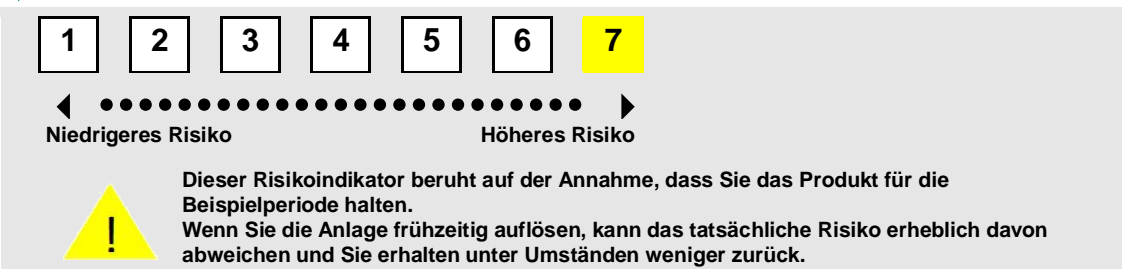 1 2 3 4 5 6 7
Niedrigeres Risiko Höheres Risiko
Dieser Risikoindikator beruht auf der Annahme, dass Sie das Produkt für die
Beispielperiode halten.
Wenn Sie die Anlage frühzeitig auflösen, kann das tatsächliche Risiko erheblich davon
abweichen und Sie erhalten unter Umständen weniger zurück.
!